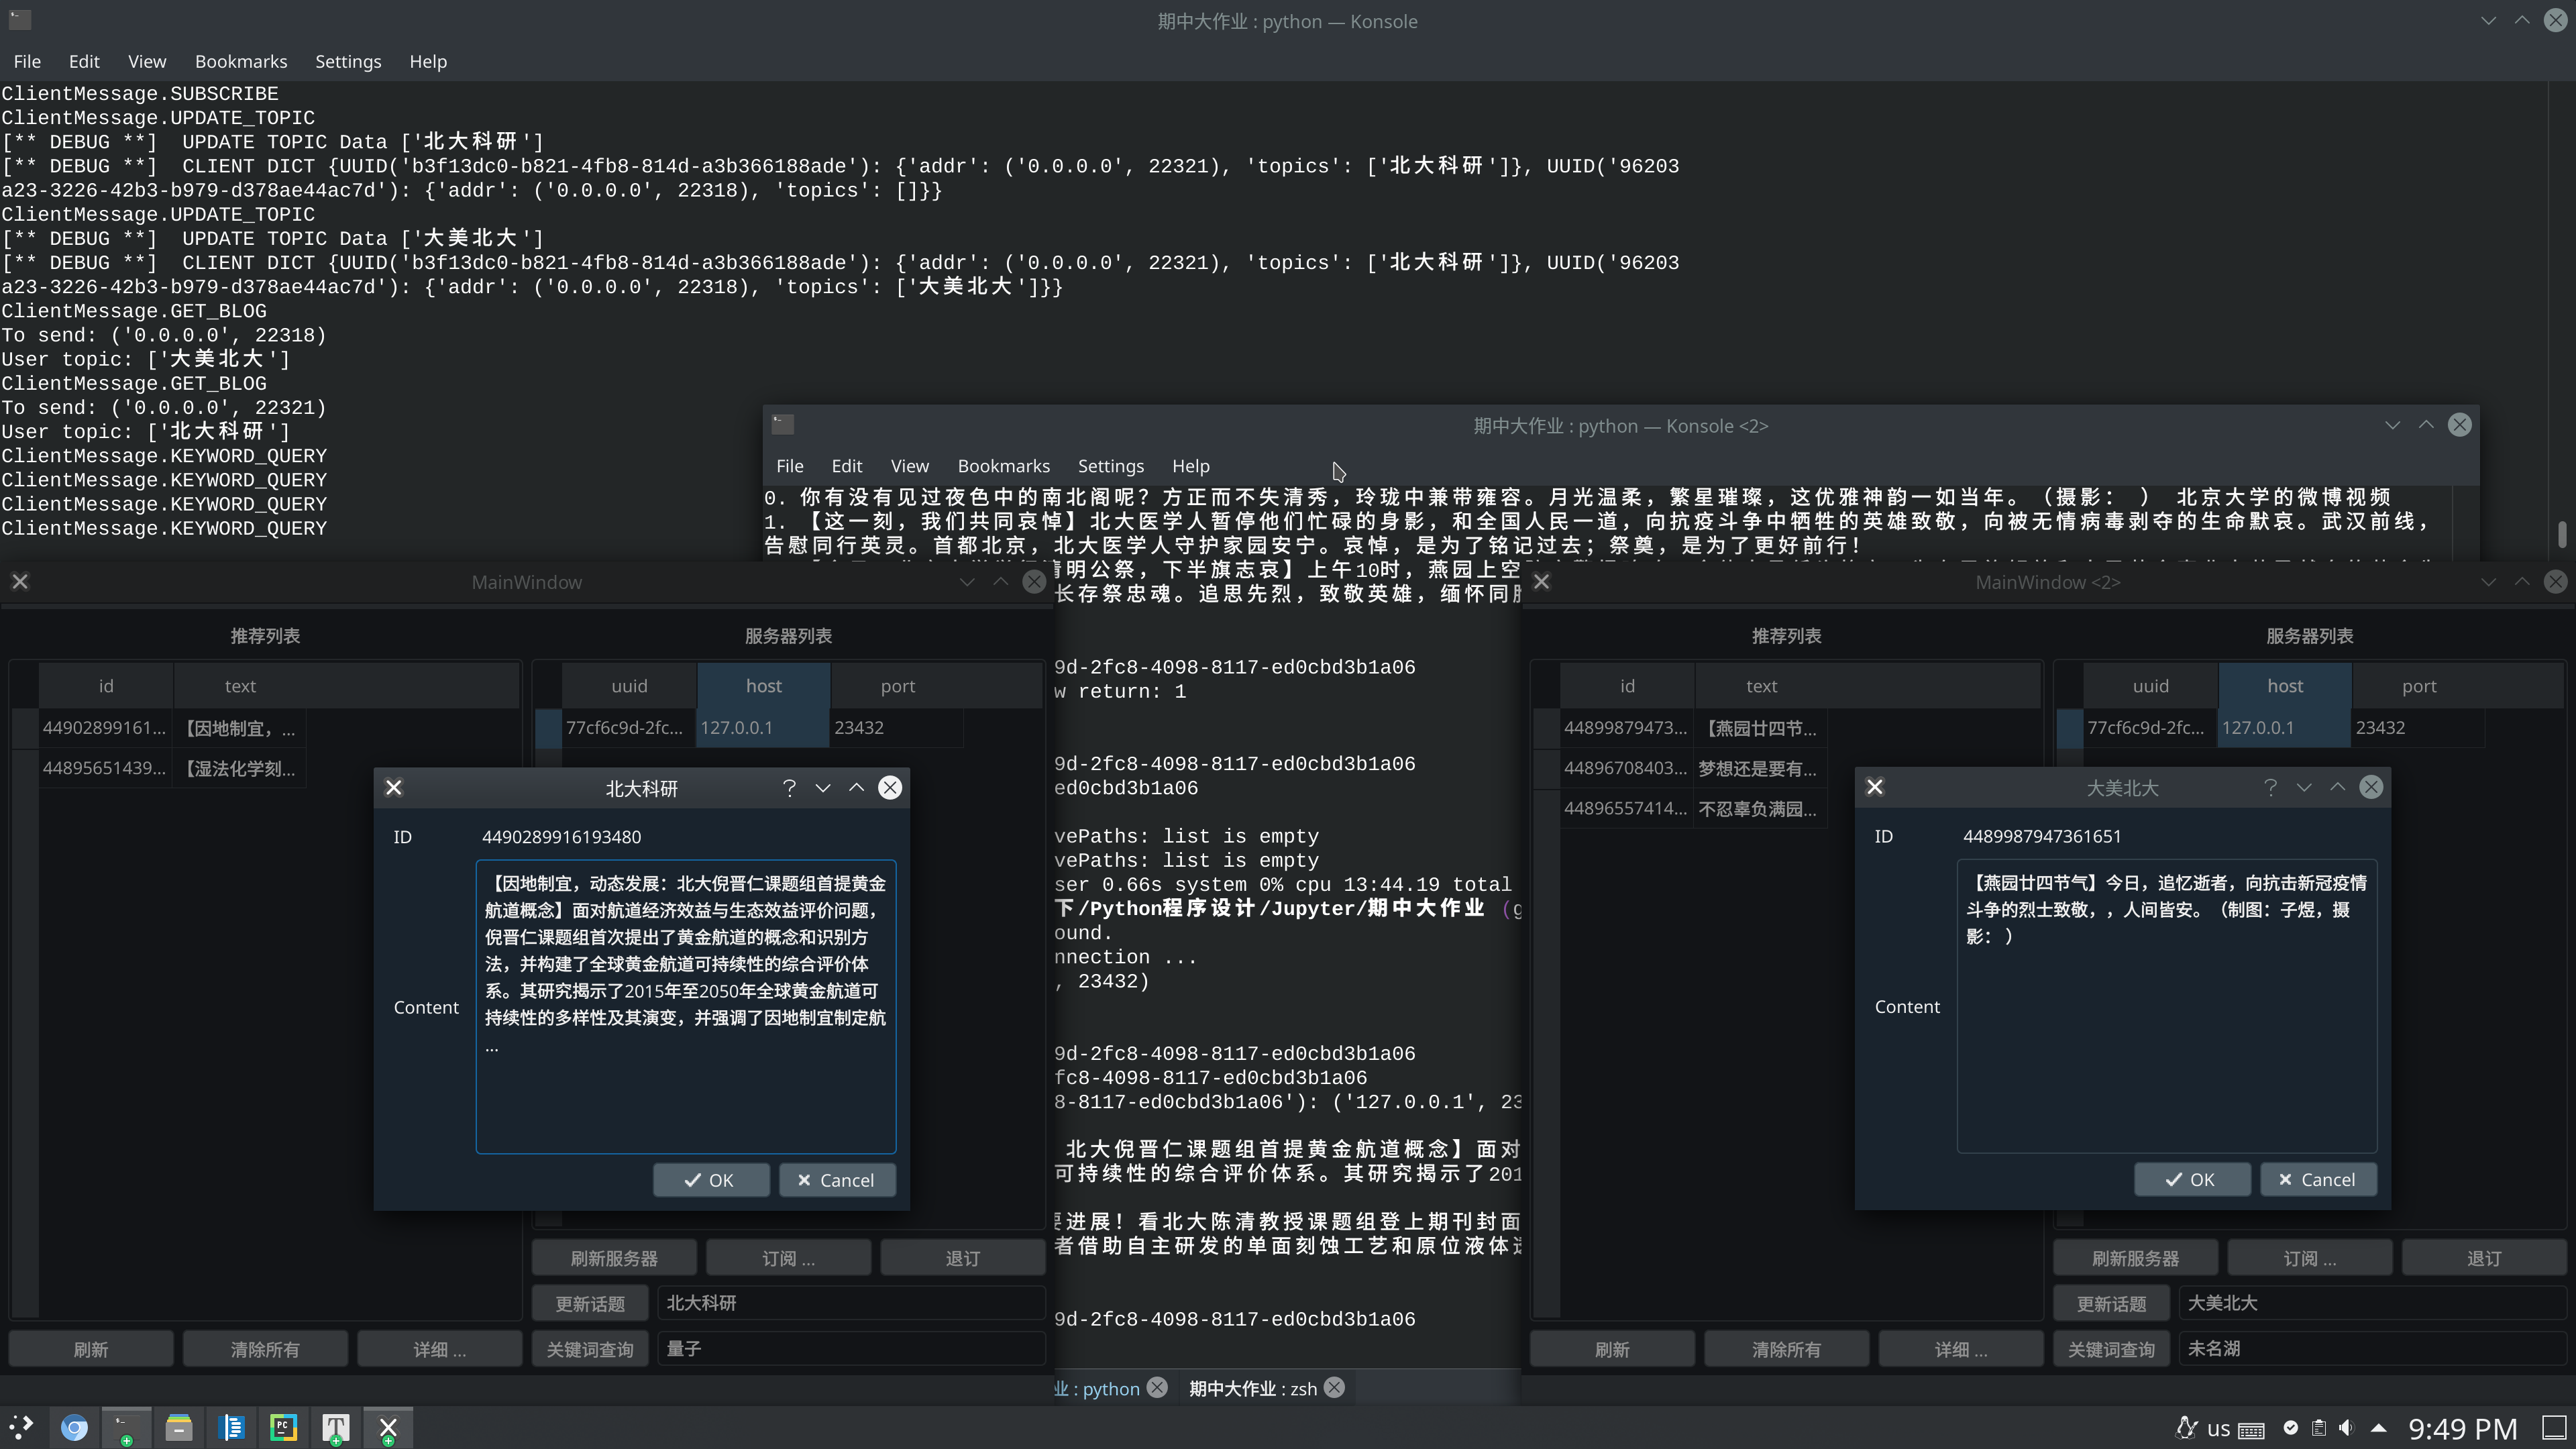 期中大作业 : python — Konsole
File Edit View Bookmarks Settings Help
ClientMessage.SUBSCRIBE
ClientMessage.UPDATE_TOPIC
[** DEBUG **]  UPDATE TOPIC Data ['北大科研']
[** DEBUG **]  CLIENT DICT {UUID('b3f13dc0-b821-4fb8-814d-a3b366188ade'): {'addr': ('0.0.0.0', 22321), 'topics': ['北大科研']}, UUID('96203
a23-3226-42b3-b979-d378ae44ac7d'): {'addr': ('0.0.0.0', 22318), 'topics': []}}
ClientMessage.UPDATE_TOPIC
[** DEBUG **]  UPDATE TOPIC Data ['大美北大']
[** DEBUG **]  CLIENT DICT {UUID('b3f13dc0-b821-4fb8-814d-a3b366188ade'): {'addr': ('0.0.0.0', 22321), 'topics': ['北大科研']}, UUID('96203
a23-3226-42b3-b979-d378ae44ac7d'): {'addr': ('0.0.0.0', 22318), 'topics': ['大美北大']}}
ClientMessage.GET_BLOG
To send: ('0.0.0.0', 22318)
User topic: ['大美北大']
ClientMessage.GET_BLOG
To send: ('0.0.0.0', 22321)
User topic: ['北大科研']
ClientMessage.KEYWORD_QUERY
ClientMessage.KEYWORD_QUERY
ClientMessage.KEYWORD_QUERY
ClientMessage.KEYWORD_QUERY
期中大作业 : python — Konsole <2>
File Edit View Bookmarks Settings Help
0. 你有没有见过夜色中的南北阁呢？方正而不失清秀，玲珑中兼带雍容。月光温柔，繁星璀璨，这优雅神韵一如当年。（摄影： ） 北京大学的微博视频
1. 【这一刻，我们共同哀悼】北大医学人暂停他们忙碌的身影，和全国人民一道，向抗疫斗争中牺牲的英雄致敬，向被无情病毒剥夺的生命默哀。武汉前线，
告慰同行英灵。首都北京，北大医学人守护家园安宁。哀悼，是为了铭记过去；祭奠，是为了更好前行！
明公祭，下半旗志哀】上午10时，燕园上空
长存祭忠魂。追思先烈，致敬英雄，缅怀同
9d-2fc8-4098-8117-ed0cbd3b1a06
w return: 1
9d-2fc8-4098-8117-ed0cbd3b1a06
ed0cbd3b1a06
vePaths: list is empty
vePaths: list is empty
ser 0.66s system 0% cpu 13:44.19 total
下/Python程序设计/Jupyter/期中大作业 (g
ound.
nnection ...
, 23432)
9d-2fc8-4098-8117-ed0cbd3b1a06
fc8-4098-8117-ed0cbd3b1a06
8-8117-ed0cbd3b1a06'): ('127.0.0.1', 23
北大倪晋仁课题组首提黄金航道概念】面对
可持续性的综合评价体系。其研究揭示了201
进展！看北大陈清教授课题组登上期刊封面
者借助自主研发的单面刻蚀工艺和原位液体
9d-2fc8-4098-8117-ed0cbd3b1a06
: python 期中大作业 : zsh
MainWindow
推荐列表 服务器列表
id text uuid host port
44902899161... 【因地制宜，... 77cf6c9d-2fc... 127.0.0.1 23432
44895651439... 【湿法化学刻...
北大科研
ID 4490289916193480
Content
【因地制宜，动态发展：北大倪晋仁课题组首提黄金
航道概念】面对航道经济效益与生态效益评价问题，
倪晋仁课题组首次提出了黄金航道的概念和识别方
法，并构建了全球黄金航道可持续性的综合评价体
系。其研究揭示了2015年至2050年全球黄金航道可
持续性的多样性及其演变，并强调了因地制宜制定航
...
OK Cancel
刷新服务器 订阅 ... 退订
更新话题 北大科研
刷新 清除所有 详细 ... 关键词查询 量子
MainWindow <2>
推荐列表 服务器列表
id text uuid host port
44899879473... 【燕园廿四节... 77cf6c9d-2fc... 127.0.0.1 23432
44896708403... 梦想还是要有...
44896557414... 不忍辜负满园...
大美北大
ID 4489987947361651
Content
【燕园廿四节气】今日，追忆逝者，向抗击新冠疫情
斗争的烈士致敬，，人间皆安。（制图：子煜，摄
影： ）
OK Cancel
刷新服务器 订阅 ... 退订
更新话题 大美北大
刷新 清除所有 详细 ... 关键词查询 未名湖
us 9:49 PM